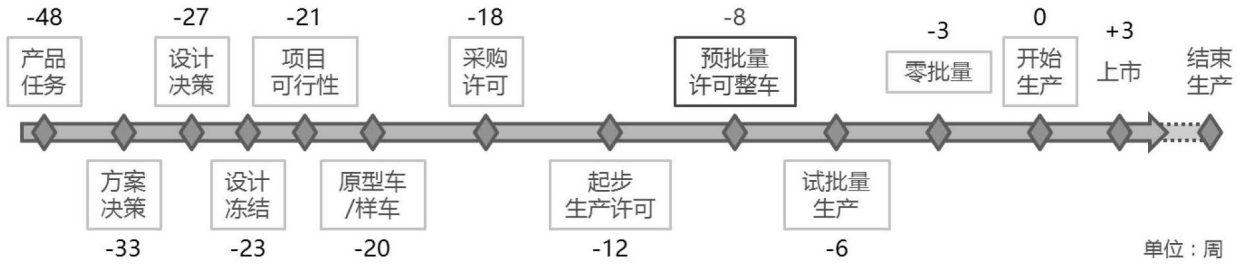 -48
产品
任务
-27
设计
决策
-21
项目
可行性
-18
采购
许可
-8
预批量
许可整车
-3
零批量
0
开始
生产
+3
上市
结束
生产
方案
决策
-33
设计
冻结
-23
原型车
/样车
-20
起步
生产许可
-12
试批量
生产
-6
单位：周